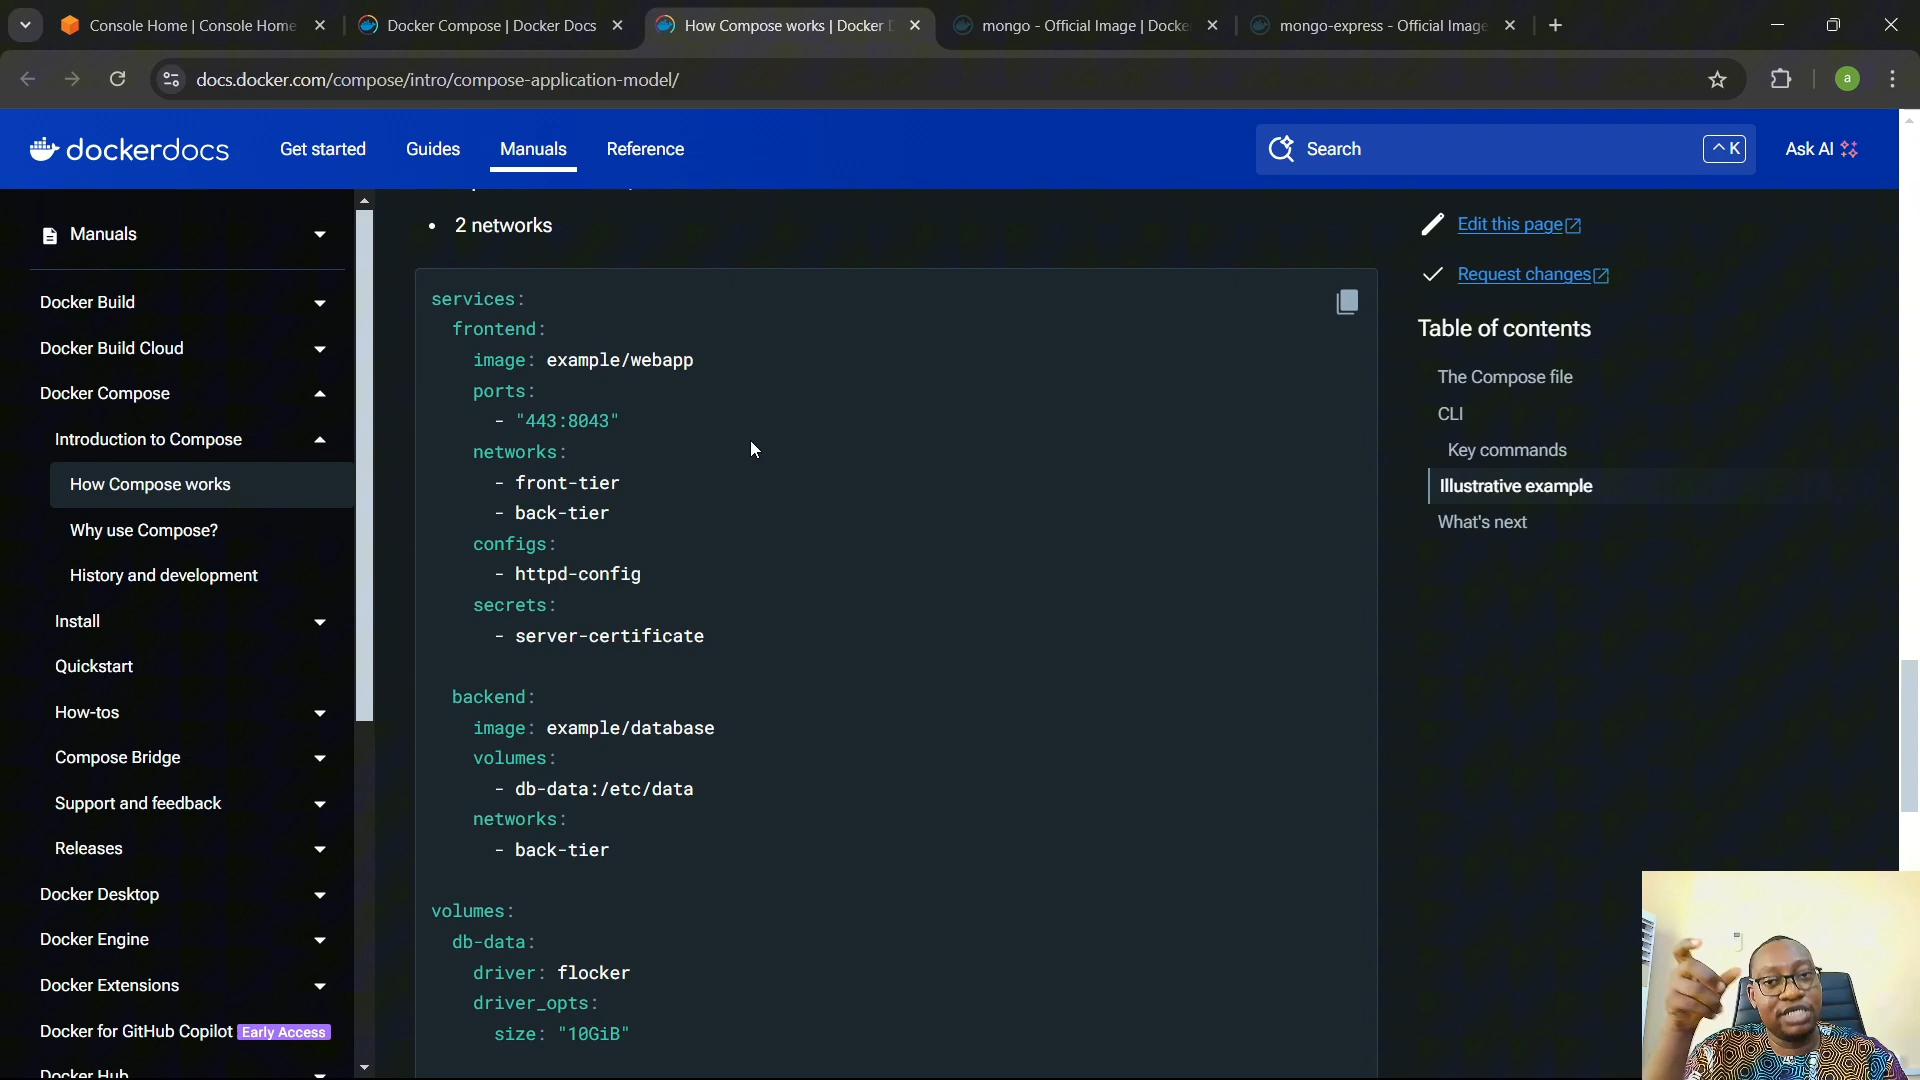 Console Home | Console Home
Docker Compose | Docker Docs
How Compose works | Docker D
mongo - Official Image | Docke
mongo-express - Official Image
docs.docker.com/compose/intro/compose-application-model/
a
dockerdocs
Get started
Guides
Manuals
Reference
Search
^ K
Ask AI
Manuals
Docker Build
Docker Build Cloud
Docker Compose
Introduction to Compose
How Compose works
Why use Compose?
History and development
Install
Quickstart
How-tos
Compose Bridge
Support and feedback
Releases
Docker Desktop
Docker Engine
Docker Extensions
Docker for GitHub Copilot Early Access
Docker Hub
• 2 networks
services:
frontend:
image: example/webapp
ports:
- "443:8043"
networks:
- front-tier
- back-tier
configs:
- httpd-config
secrets:
- server-certificate
backend:
image: example/database
volumes:
- db-data:/etc/data
networks:
- back-tier
volumes:
db-data:
driver: flocker
driver_opts:
size: "10GiB"
Edit this page
Request changes
Table of contents
The Compose file
CLI
Key commands
Illustrative example
What's next